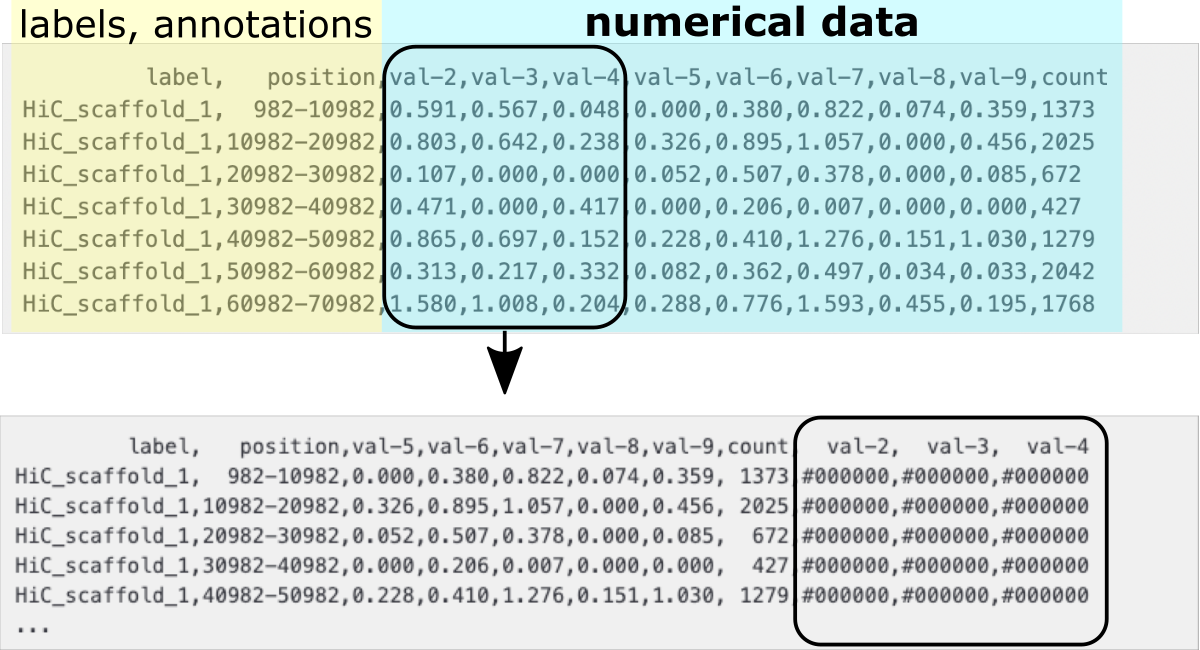 labels, annotations numerical data
label, position,val-2,val-3,val-4,val-5,val-6,val-7,val-8,val-9,count
HiC_scaffold_1, 982-10982,0.591,0.567,0.048,0.000,0.380,0.822,0.074,0.359,1373
HiC_scaffold_1,10982-20982,0.803,0.642,0.238,0.326,0.895,1.057,0.000,0.456,2025
HiC_scaffold_1,20982-30982,0.107,0.000,0.000,0.052,0.507,0.378,0.000,0.085,672
HiC_scaffold_1,30982-40982,0.471,0.000,0.417,0.000,0.206,0.007,0.000,0.000,427
HiC_scaffold_1,40982-50982,0.865,0.697,0.152,0.228,0.410,1.276,0.151,1.030,1279
HiC_scaffold_1,50982-60982,0.313,0.217,0.332,0.082,0.362,0.497,0.034,0.033,2042
HiC_scaffold_1,60982-70982,1.580,1.008,0.204,0.288,0.776,1.593,0.455,0.195,1768
label, position,val-5,val-6,val-7,val-8,val-9,count, val-2, val-3, val-4
HiC_scaffold_1, 982-10982,0.000,0.380,0.822,0.074,0.359, 1373,#000000,#000000,#000000
HiC_scaffold_1,10982-20982,0.326,0.895,1.057,0.000,0.456, 2025,#000000,#000000,#000000
HiC_scaffold_1,20982-30982,0.052,0.507,0.378,0.000,0.085, 672,#000000,#000000,#000000
HiC_scaffold_1,30982-40982,0.000,0.206,0.007,0.000,0.000, 427,#000000,#000000,#000000
HiC_scaffold_1,40982-50982,0.228,0.410,1.276,0.151,1.030, 1279,#000000,#000000,#000000
...